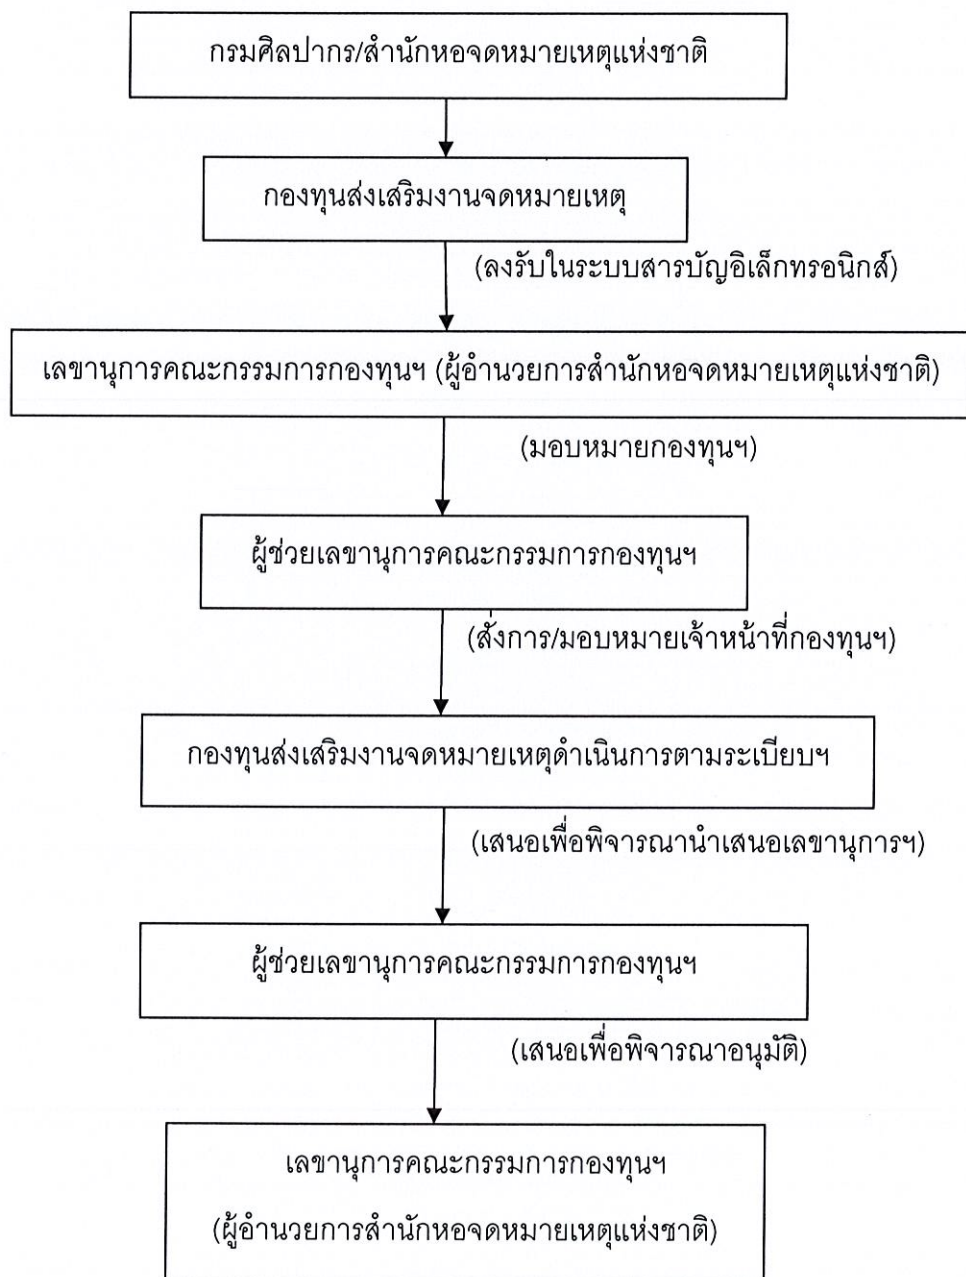 กรมศิลปากร/สำนักหอจดหมายเหตุแห่งชาติ
กองทุนส่งเสริมงานจดหมายเหตุ
(ลงรับในระบบสารบัญอิเล็กทรอนิกส์)
เลขานุการคณะกรรมการกองทุนฯ (ผู้อำนวยการสำนักหอจดหมายเหตุแห่งชาติ)
(มอบหมายกองทุนฯ)
ผู้ช่วยเลขานุการคณะกรรมการกองทุนฯ
(สั่งการ/มอบหมายเจ้าหน้าที่กองทุนฯ)
กองทุนส่งเสริมงานจดหมายเหตุดำเนินการตามระเบียบฯ
(เสนอเพื่อพิจารณานำเสนอเลขานุการฯ)
ผู้ช่วยเลขานุการคณะกรรมการกองทุนฯ
(เสนอเพื่อพิจารณาอนุมัติ)
เลขานุการคณะกรรมการกองทุนฯ
(ผู้อำนวยการสำนักหอจดหมายเหตุแห่งชาติ)